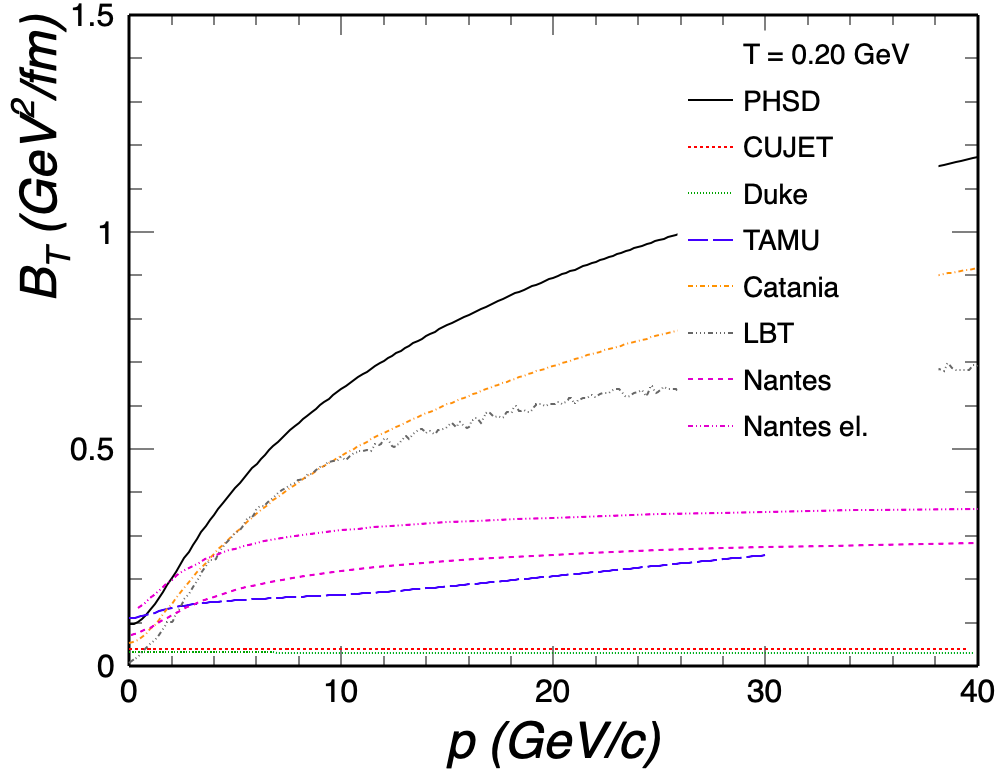 1.5
1
0.5
0
B_T (GeV²/fm)
T = 0.20 GeV
PHSD
CUJET
Duke
TAMU
Catania
LBT
Nantes
Nantes el.
0 10 20 30 40
p (GeV/c)